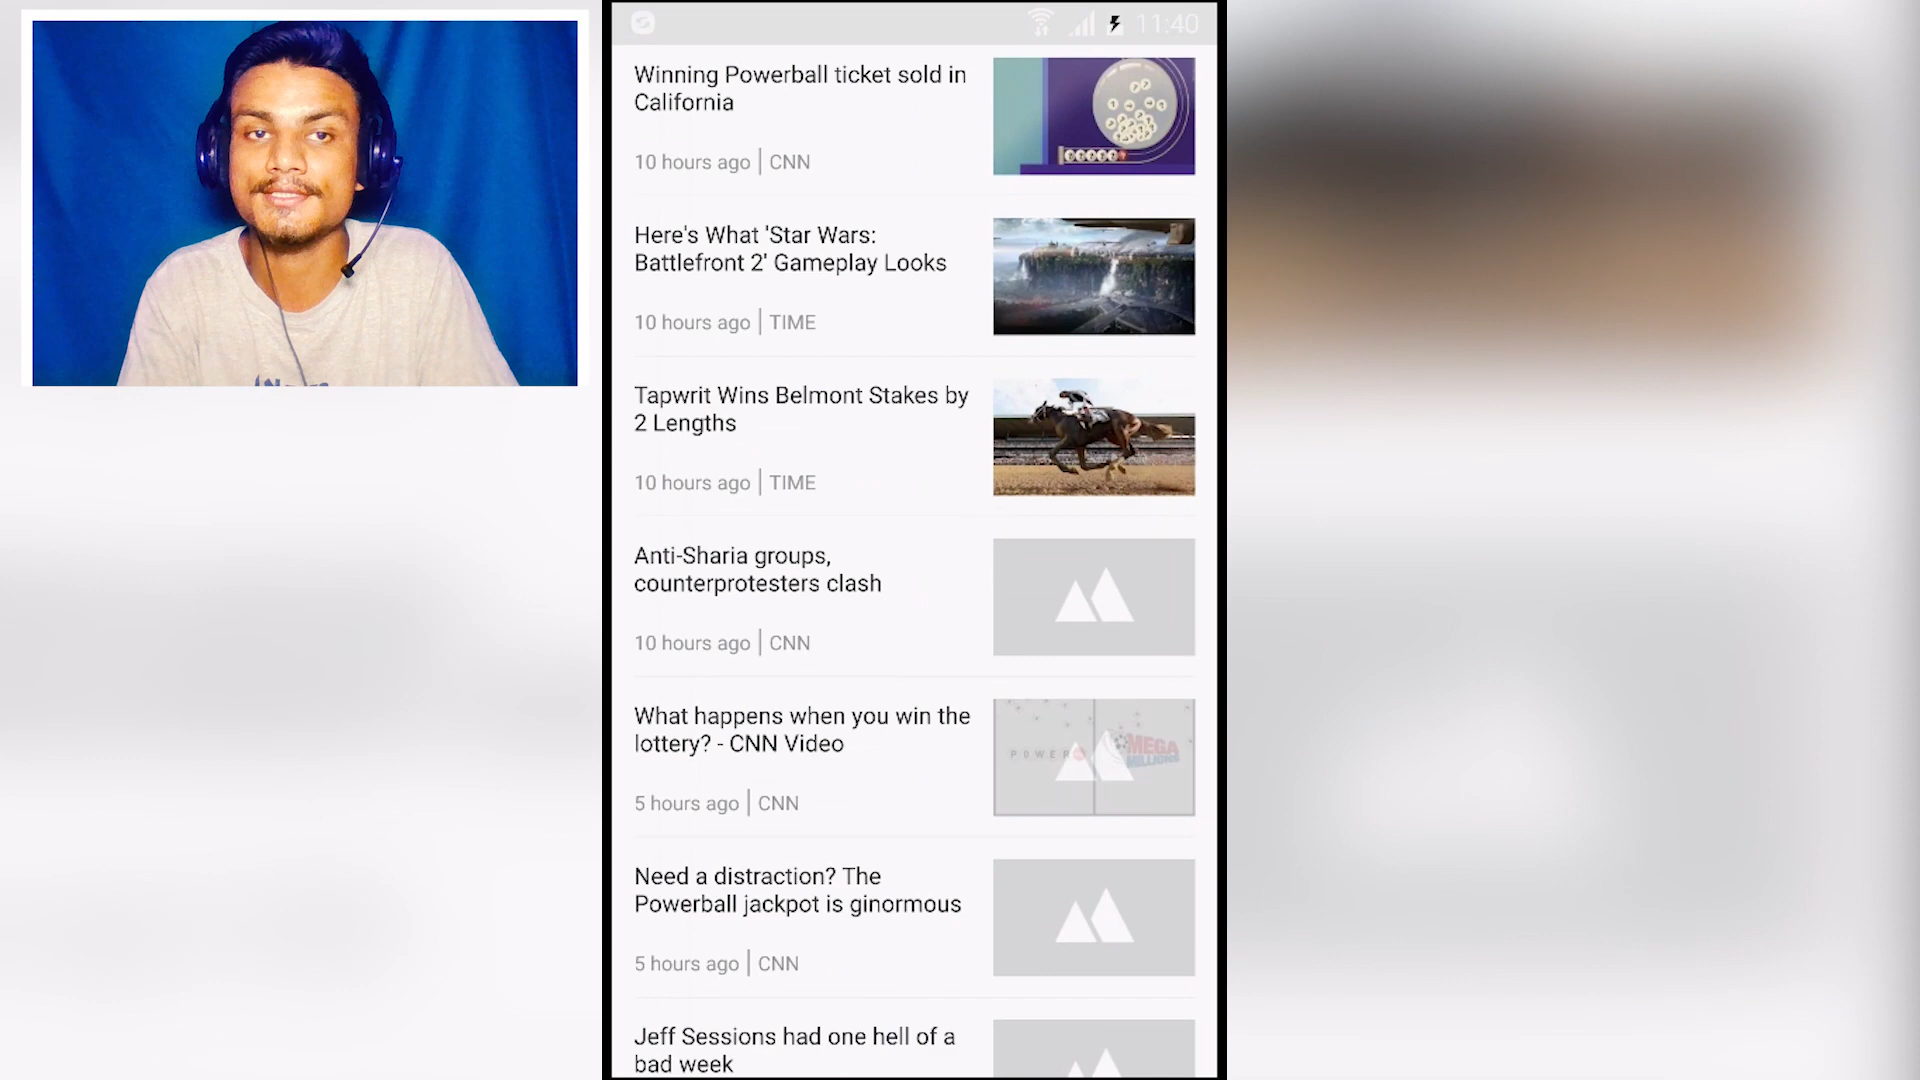 11:40
Winning Powerball ticket sold in
California
10 hours ago | CNN
Here's What 'Star Wars:
Battlefront 2' Gameplay Looks
10 hours ago | TIME
Tapwrit Wins Belmont Stakes by
2 Lengths
10 hours ago | TIME
Anti-Sharia groups,
counterprotesters clash
10 hours ago | CNN
What happens when you win the
lottery? - CNN Video
POWER
MEGA
MILLIONS
5 hours ago | CNN
Need a distraction? The
Powerball jackpot is ginormous
5 hours ago | CNN
Jeff Sessions had one hell of a
bad week